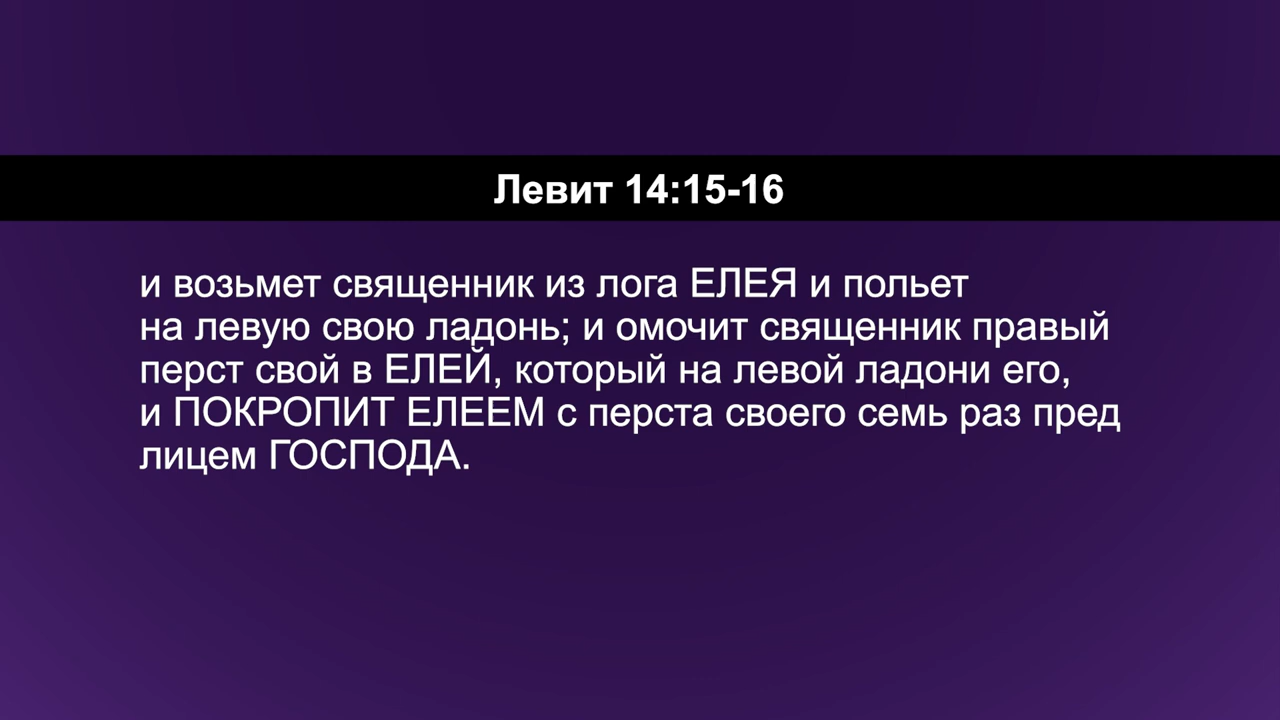 Левит 14:15-16
и возьмет священник из лога ЕЛЕЯ и польет
на левую свою ладонь; и омочит священник правый
перст свой в ЕЛЕЙ, который на левой ладони его,
и ПОКРОПИТ ЕЛЕЕМ с перста своего семь раз пред
лицем ГОСПОДА.